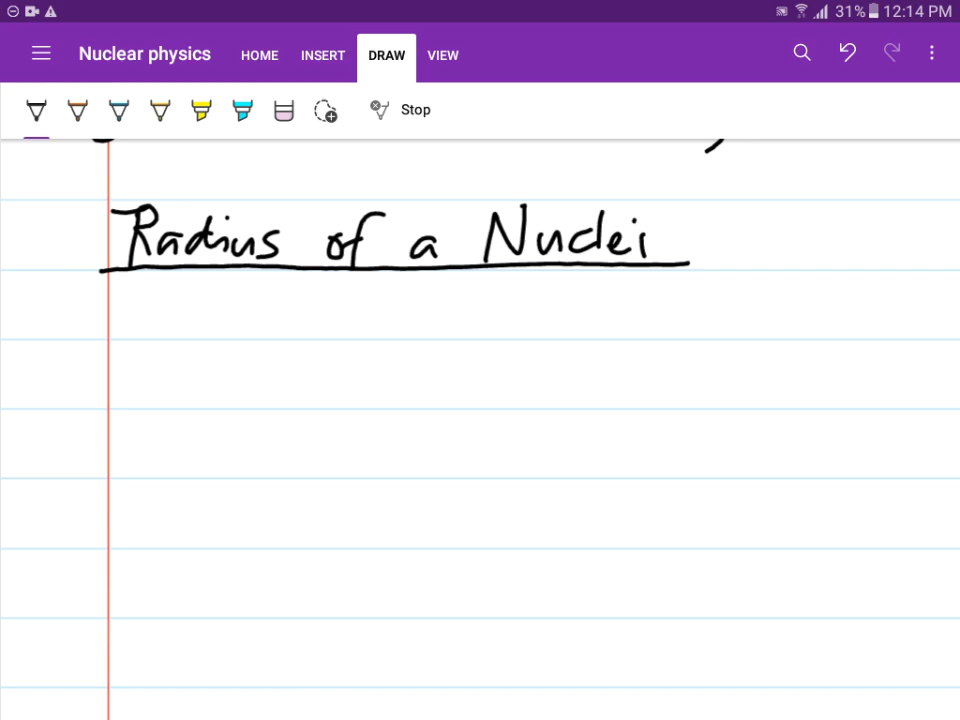 31% 12:14 PM
Nuclear physics HOME INSERT DRAW VIEW
Stop
Radius of a Nuclei